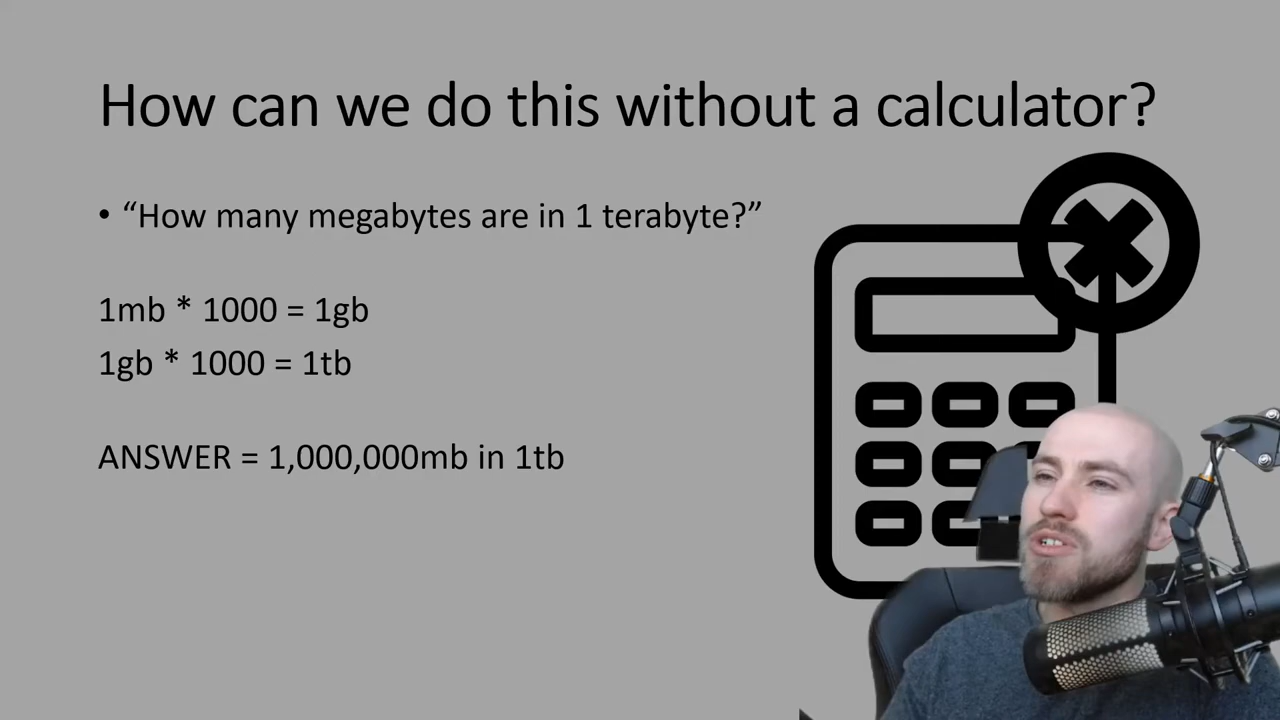 How can we do this without a calculator?
• “How many megabytes are in 1 terabyte?”
1mb * 1000 = 1gb
1gb * 1000 = 1tb
ANSWER = 1,000,000mb in 1tb